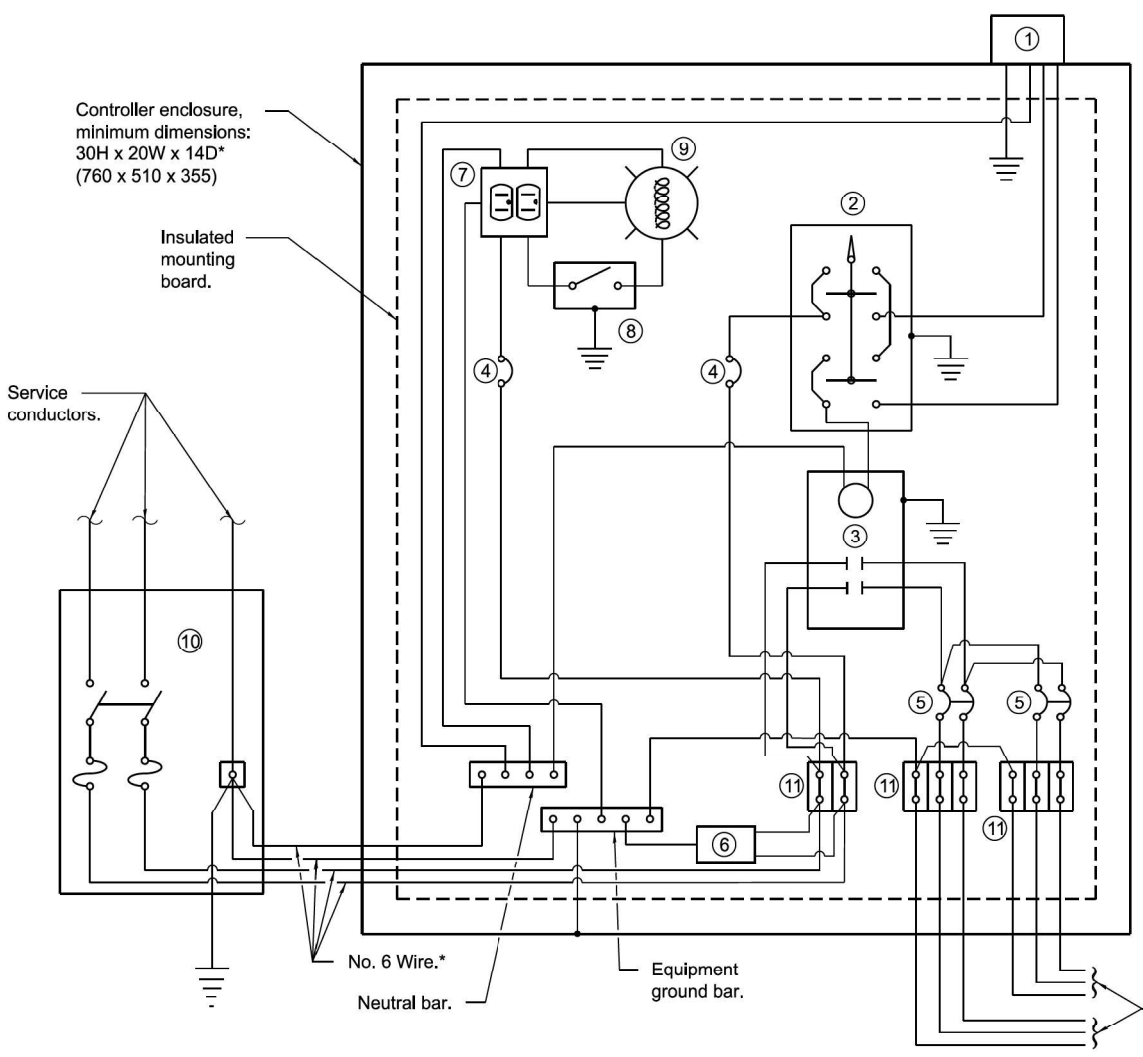 1
Controller enclosure,
minimum dimensions:
30H x 20W x 14D*
(760 x 510 x 355)
9
7
2
Insulated
mounting
board.
8
4
4
Service
conductors.
3
10
5
5
11
11
11
6
No. 6 Wire.*
Neutral bar.
Equipment
ground bar.